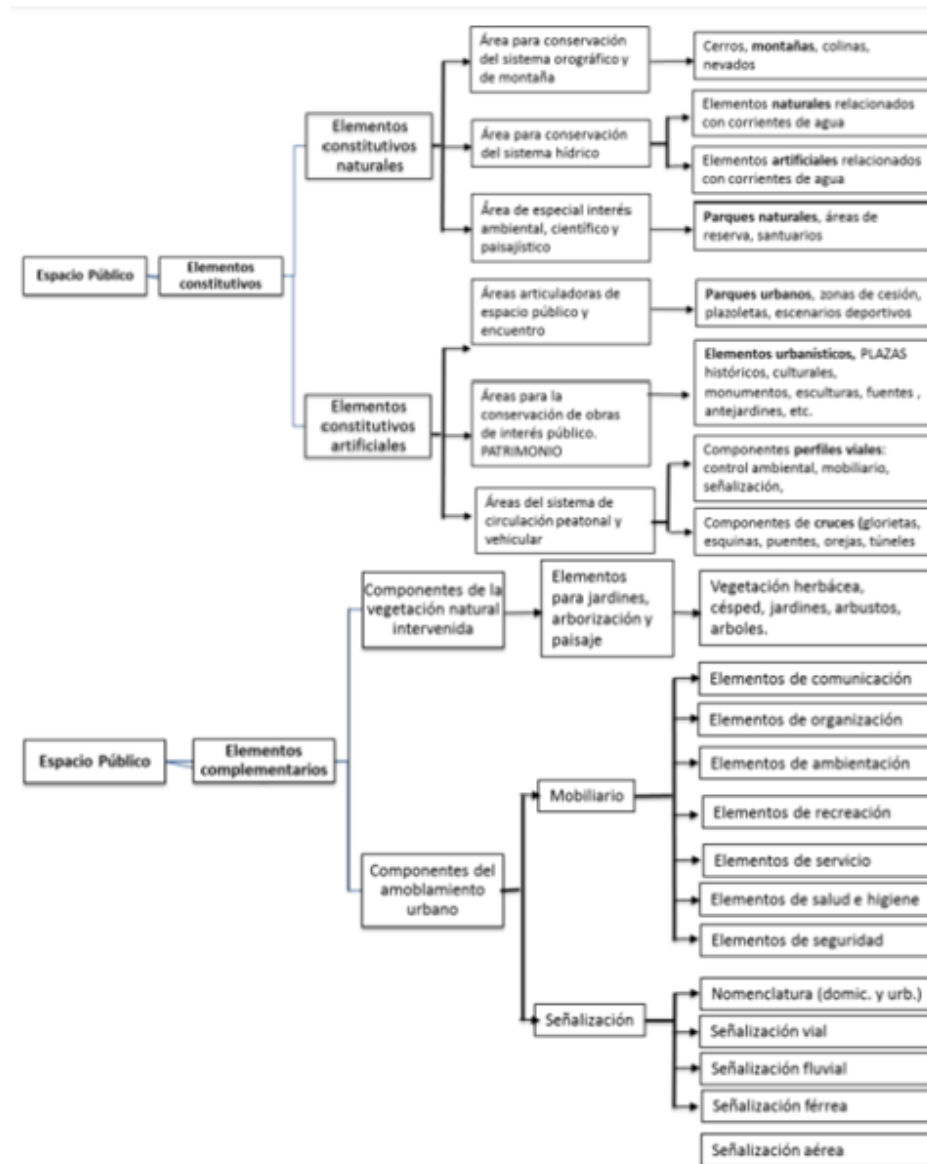 Espacio Público
Elementos
constitutivos
Elementos
constitutivos
naturales
Área para conservación
del sistema orográfico y
de montaña
Cerros, montañas, colinas,
nevados
Área para conservación
del sistema hídrico
Elementos naturales relacionados
con corrientes de agua
Elementos artificiales relacionados
con corrientes de agua
Área de especial interés
ambiental, científico y
paisajístico
Parques naturales, áreas de
reserva, santuarios
Elementos
constitutivos
artificiales
Áreas articuladoras de
espacio público y
encuentro
Parques urbanos, zonas de cesión,
plazoletas, escenarios deportivos
Áreas para la
conservación de obras
de interés público.
PATRIMONIO
Elementos urbanísticos, PLAZAS
históricos, culturales,
monumentos, esculturas, fuentes ,
antejardines, etc.
Áreas del sistema de
circulación peatonal y
vehicular
Componentes perfiles viales:
control ambiental, mobiliario,
señalización,
Componentes de cruces (glorietas,
esquinas, puentes, orejas, túneles
Espacio Público
Elementos
complementarios
Componentes de la
vegetación natural
intervenida
Elementos
para jardines,
arborización y
paisaje
Vegetación herbácea,
césped, jardines, arbustos,
arboles.
Componentes del
amoblamiento
urbano
Mobiliario
Elementos de comunicación
Elementos de organización
Elementos de ambientación
Elementos de recreación
Elementos de servicio
Elementos de salud e higiene
Elementos de seguridad
Señalización
Nomenclatura (domic. y urb.)
Señalización vial
Señalización fluvial
Señalización férrea
Señalización aérea